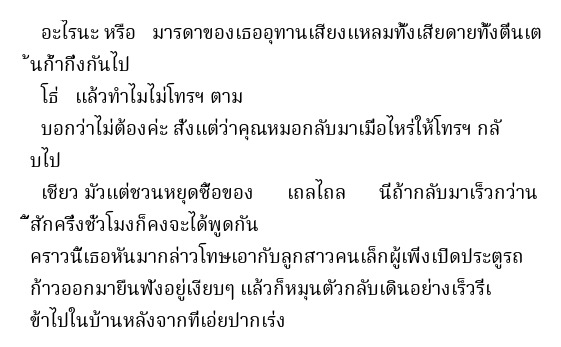 อะไรนะ หรือ มารดาของเธออุทานเสียงแหลมทั้งเสียดายทั้งตื่นเต
้นก้ำกึ่งกันไป
โธ่ แล้วทำไมไม่โทรฯ ตาม
บอกว่าไม่ต้องค่ะ สั่งแต่ว่าคุณหมอกลับมาเมื่อไหร่ให้โทรฯ กลั
บไป
เชียว มัวแต่ชวนหยุดซื้อของ เถลไถล นี่ถ้ากลับมาเร็วกว่าน
ี้สักครึ่งชั่วโมงก็คงจะได้พูดกัน
คราวนี้เธอหันมากล่าวโทษเอากับลูกสาวคนเล็กผู้เพิ่งเปิดประตูรถ
ก้าวออกมายืนฟังอยู่เงียบๆ แล้วก็หมุนตัวกลับเดินอย่างเร็วรี่เ
ข้าไปในบ้านหลังจากที่เอ่ยปากเร่ง